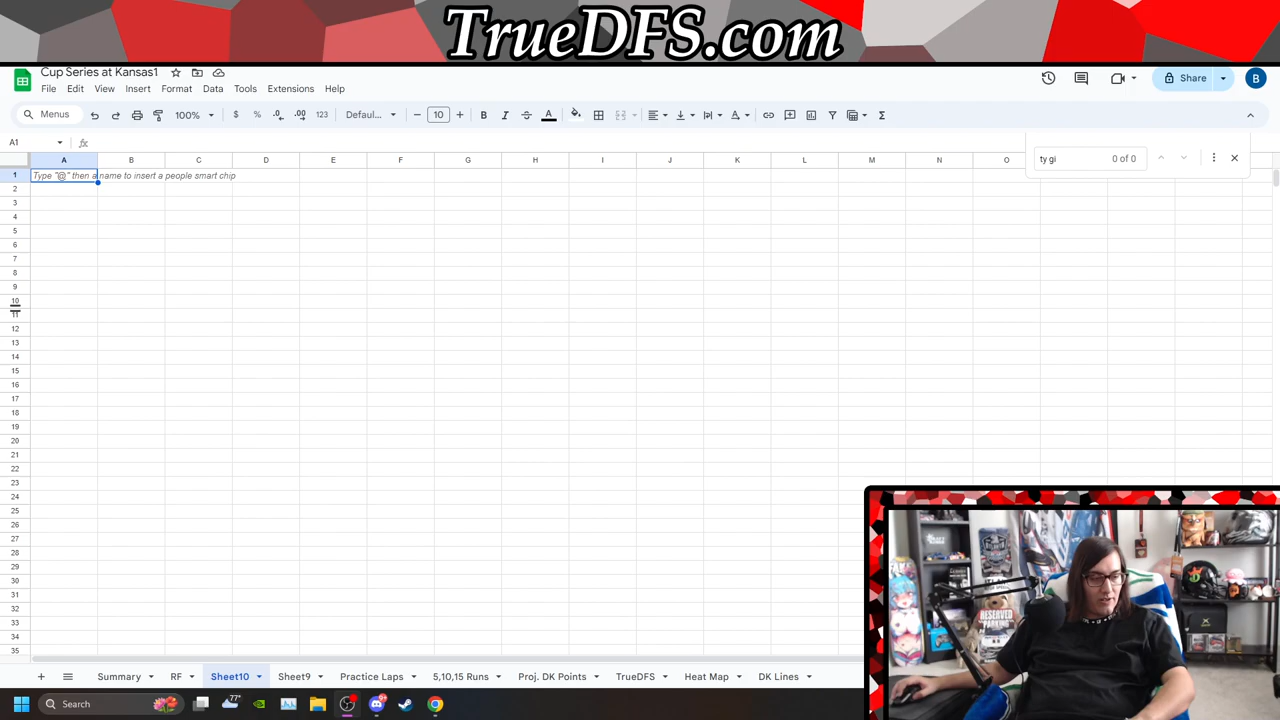 TrueDFS.com
Cup Series at Kansas1
File Edit View Insert Format Data Tools Extensions Help
Share
B
Menus
100%
$ % .0 .00 123
Defaul...
10
B I A
A1
fx
ty gi
0 of 0
A B C D E F G H I J K L M N O
1
Type "@" then a name to insert a people smart chip
2
3
4
5
6
7
8
9
10
11
12
13
14
15
16
17
18
19
20
21
22
23
24
25
26
27
28
29
30
31
32
33
34
35
RESERVED
PARKING
Summary RF Sheet10 Sheet9 Practice Laps 5,10,15 Runs Proj. DK Points TrueDFS Heat Map DK Lines
Search
77°